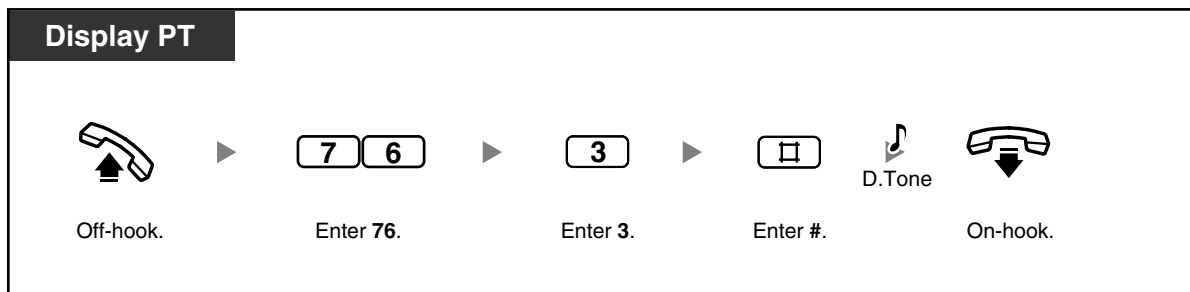 Display PT
7 6
3
#
D.Tone
Off-hook.
Enter 76.
Enter 3.
Enter #.
On-hook.